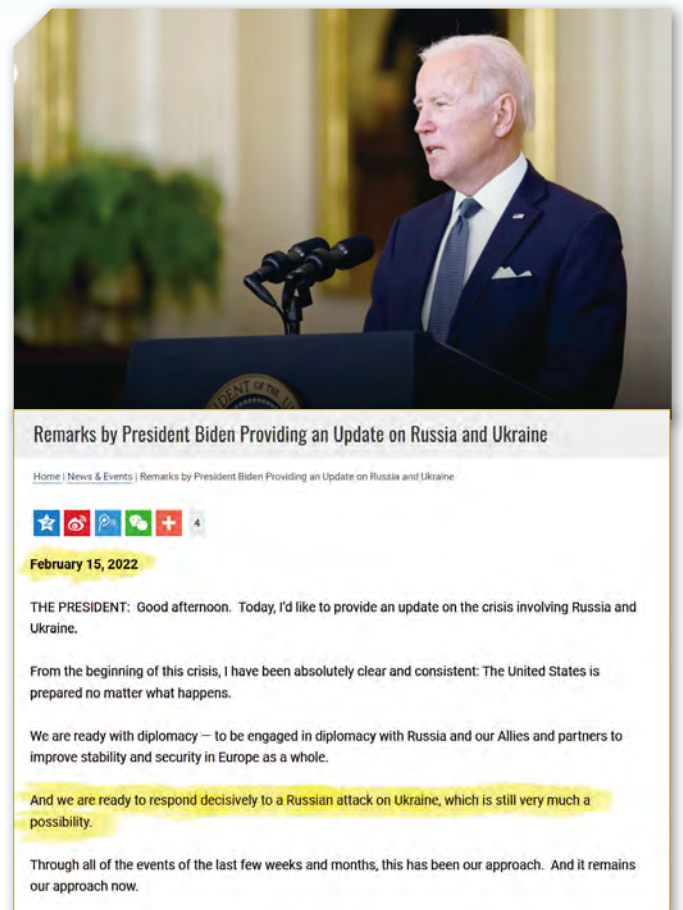 DENT OF THE
Remarks by President Biden Providing an Update on Russia and Ukraine
Home | News & Events | Remarks by President Biden Providing an Update on Russia and Ukraine
4
February 15, 2022
THE PRESIDENT: Good afternoon. Today, I'd like to provide an update on the crisis involving Russia and
Ukraine.
From the beginning of this crisis, I have been absolutely clear and consistent: The United States is
prepared no matter what happens.
We are ready with diplomacy — to be engaged in diplomacy with Russia and our Allies and partners to
improve stability and security in Europe as a whole.
And we are ready to respond decisively to a Russian attack on Ukraine, which is still very much a
possibility.
Through all of the events of the last few weeks and months, this has been our approach. And it remains
our approach now.